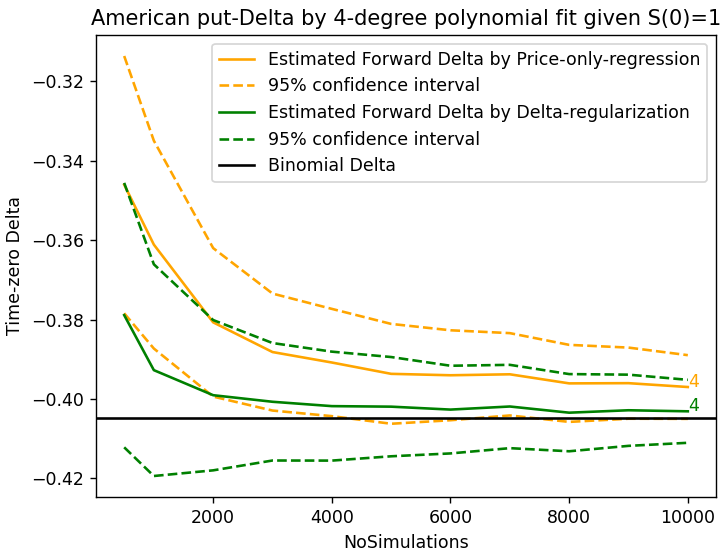 American put-Delta by 4-degree polynomial fit given S(0)=1
Estimated Forward Delta by Price-only-regression
95% confidence interval
Estimated Forward Delta by Delta-regularization
95% confidence interval
Binomial Delta
−0.32
−0.34
−0.36
−0.38
−0.40
−0.42
Time-zero Delta
4
4
2000
4000
6000
8000
10000
NoSimulations